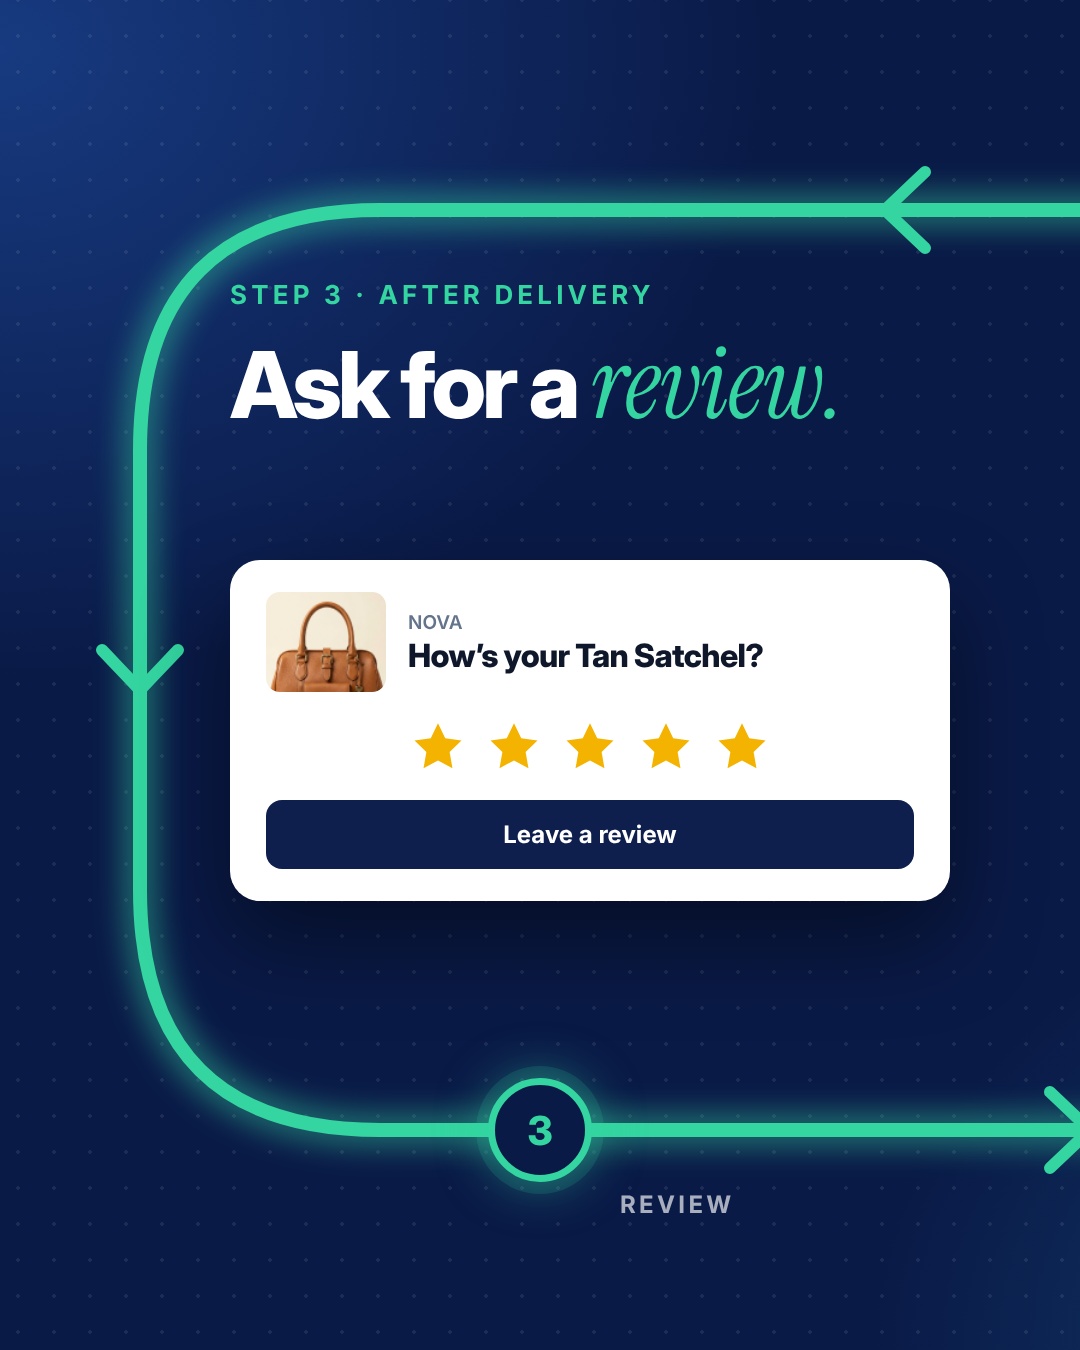 STEP 3 · AFTER DELIVERY
Ask for a review.
NOVA
How’s your Tan Satchel?
Leave a review
3
REVIEW